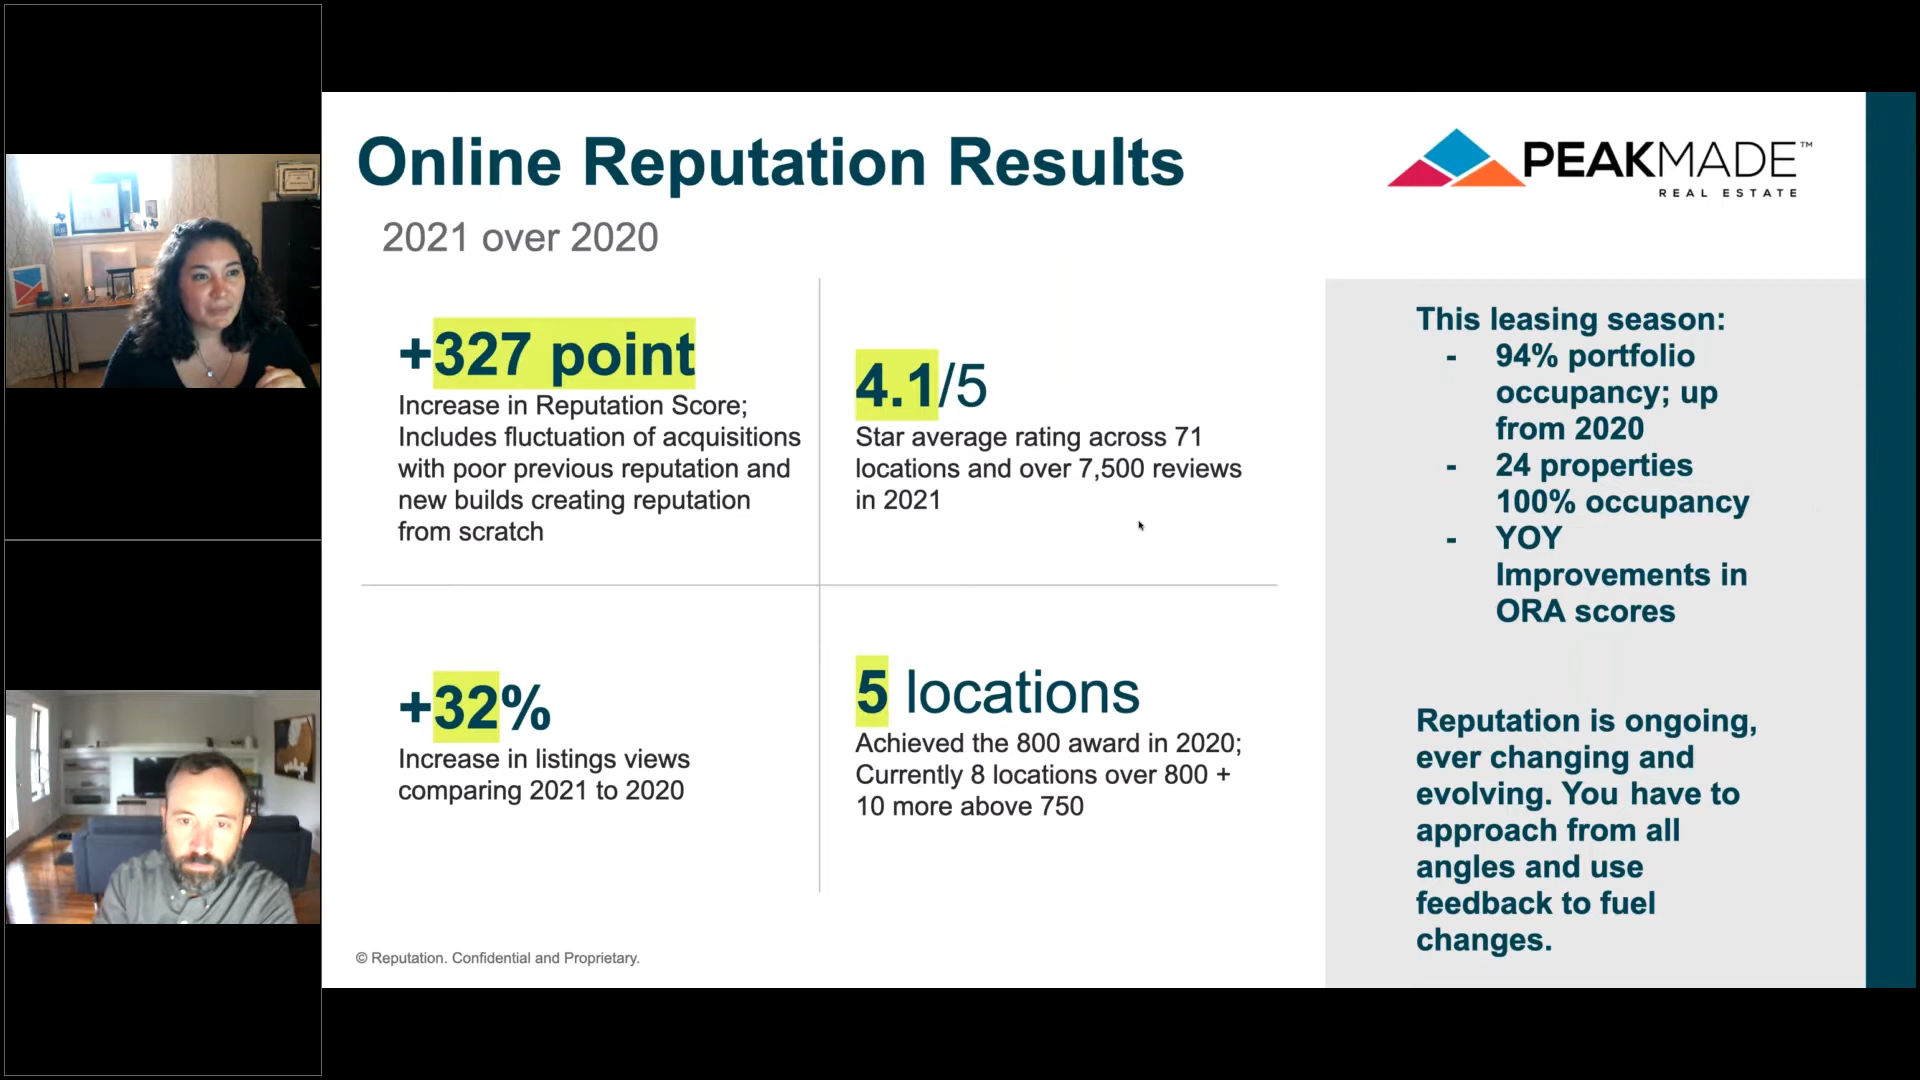 Online Reputation Results
2021 over 2020
PEAKMADE™
REAL ESTATE
+327 point
Increase in Reputation Score;
Includes fluctuation of acquisitions
with poor previous reputation and
new builds creating reputation
from scratch
4.1/5
Star average rating across 71
locations and over 7,500 reviews
in 2021
+32%
Increase in listings views
comparing 2021 to 2020
5 locations
Achieved the 800 award in 2020;
Currently 8 locations over 800 +
10 more above 750
This leasing season:
- 94% portfolio
occupancy; up
from 2020
- 24 properties
100% occupancy
- YOY
Improvements in
ORA scores
Reputation is ongoing,
ever changing and
evolving. You have to
approach from all
angles and use
feedback to fuel
changes.
© Reputation. Confidential and Proprietary.